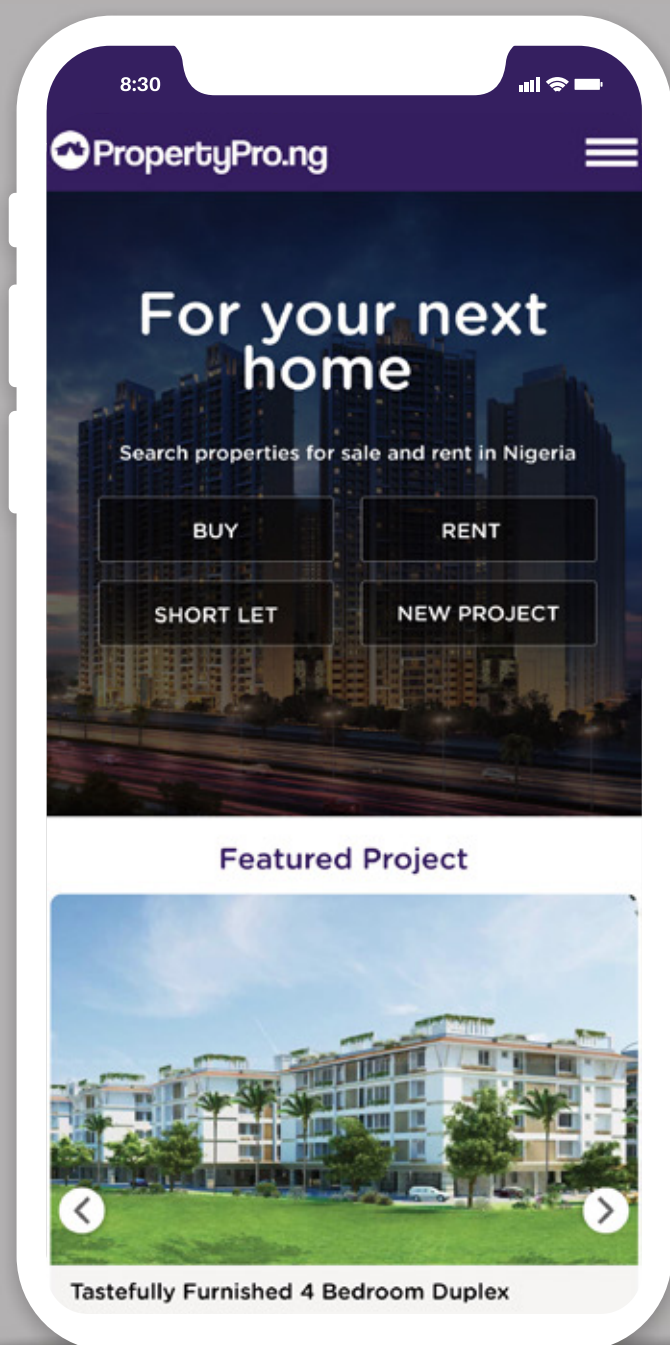 8:30
PropertyPro.ng
For your next
home
Search properties for sale and rent in Nigeria
BUY
RENT
SHORT LET
NEW PROJECT
Featured Project
Tastefully Furnished 4 Bedroom Duplex